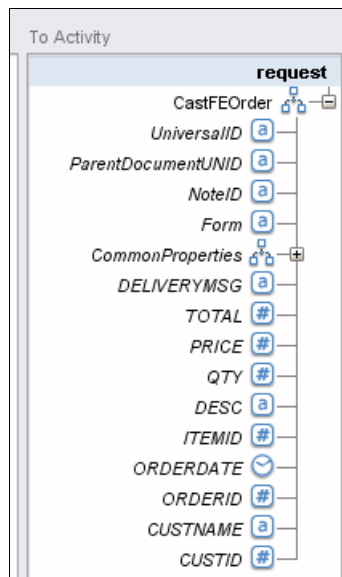 To Activity
request
CastFEOrder
UniversalID a
ParentDocumentUNID a
NoteID a
Form a
CommonProperties
DELIVERYMSG a
TOTAL #
PRICE #
QTY #
DESC a
ITEMID #
ORDERDATE
ORDERID #
CUSTNAME a
CUSTID #